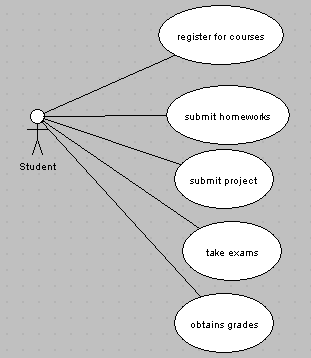 register for courses
submit homeworks
Student
submit project
take exams
obtains grades